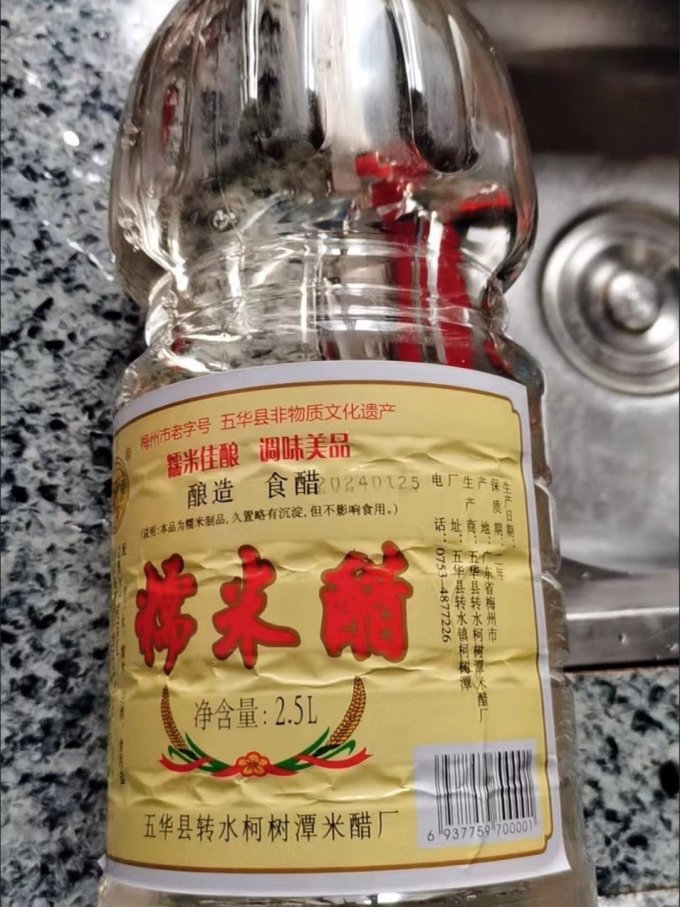 梅州市老字号 五华县非物质文化遗产
糯米佳酿 调味美品
酿造 食醋
20240125
(说明:本品为糯米制品,久置略有沉淀,但不影响食用。)
糯米醋
净含量:2.5L
五华县转水柯树潭米醋厂
生产日期:
保质期:二年
产地:广东省梅州市
生产商:五华县转水柯树潭米醋厂
厂址:五华县转水镇柯树潭
电话:0753-4877226
6 937759 700001